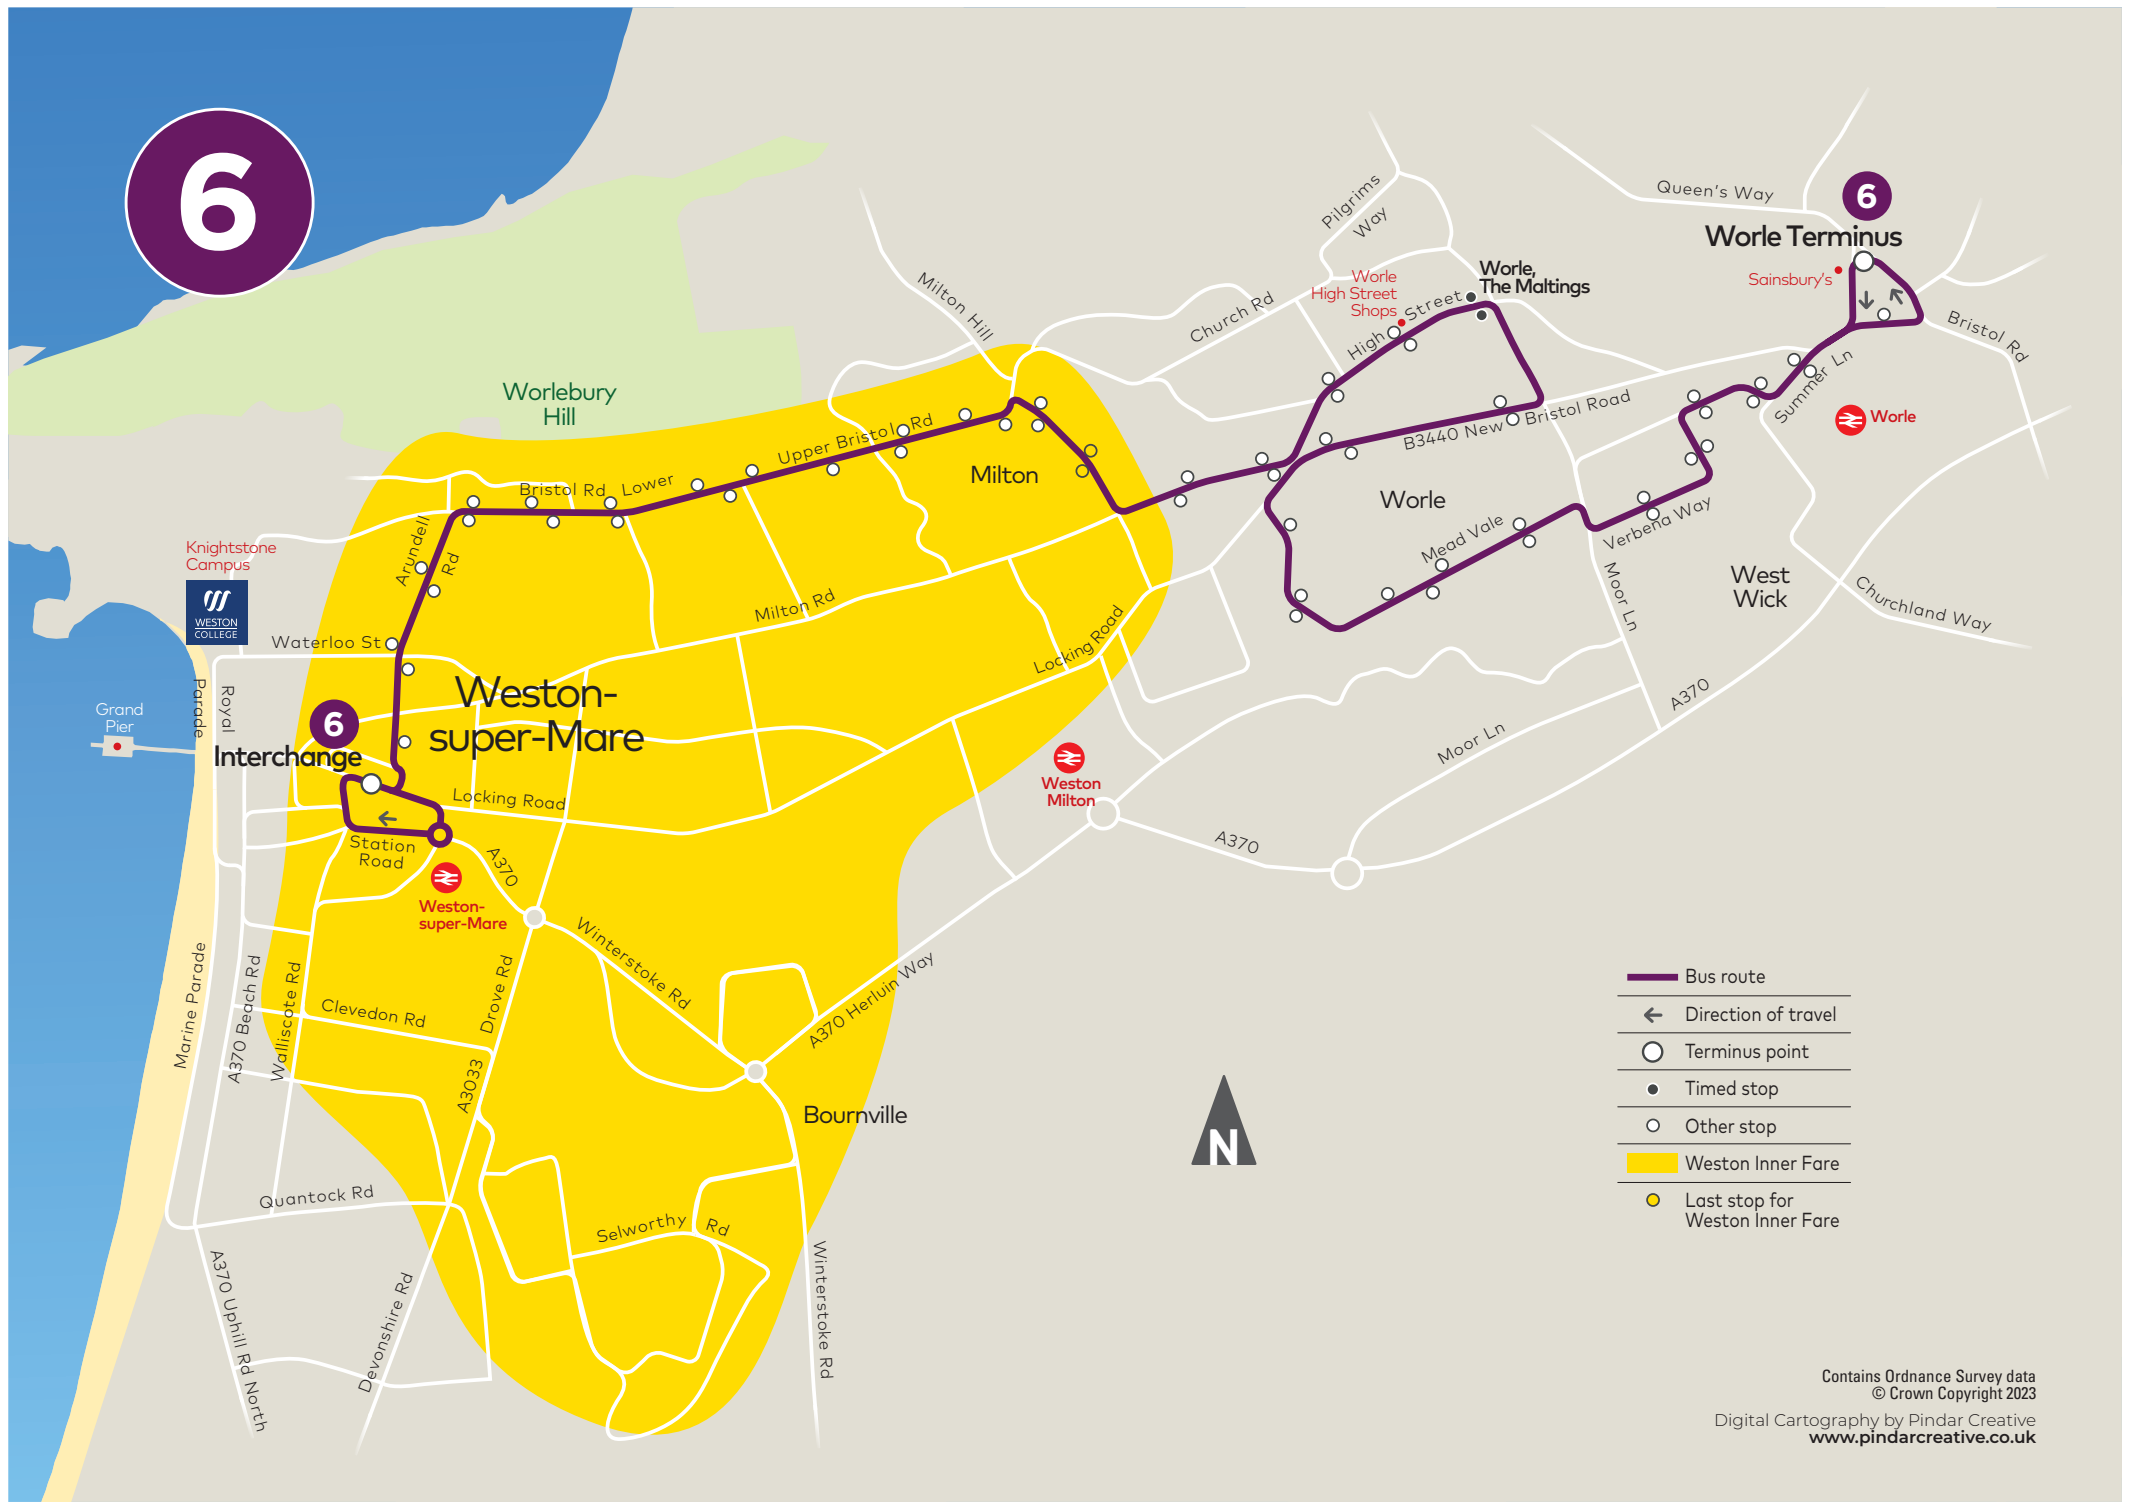 6
Worlebury
Hill
Milton Hill
Church Rd
Pilgrims
Way
Queen's Way
6
Worle Terminus
Sainsbury's
Worle
High Street
Shops
Worle,
The Maltings
High Street
Bristol Rd
Summer Ln
Worle
B3440 New Bristol Road
Upper Bristol Rd
Bristol Rd Lower
Milton
Worle
Arundell
Rd
Mead Vale
Verbena Way
Knightstone
Campus
WESTON
COLLEGE
Waterloo St
Milton Rd
Locking Road
Moor Ln
West
Wick
Churchland Way
Royal
Parade
Grand
Pier
6
Interchange
Weston-
super-Mare
A370
Moor Ln
Weston
Milton
Locking Road
Station
Road
A370
A370
Weston-
super-Mare
Winterstoke Rd
Marine Parade
A370 Beach Rd
Walliscote Rd
Clevedon Rd
Drove Rd
A3033
A370 Herluin Way
Bournville
N
Quantock Rd
Selworthy Rd
A370 Uphill Rd North
Devonshire Rd
Winterstoke Rd
Bus route
Direction of travel
Terminus point
Timed stop
Other stop
Weston Inner Fare
Last stop for
Weston Inner Fare
Contains Ordnance Survey data
© Crown Copyright 2023
Digital Cartography by Pindar Creative
www.pindarcreative.co.uk